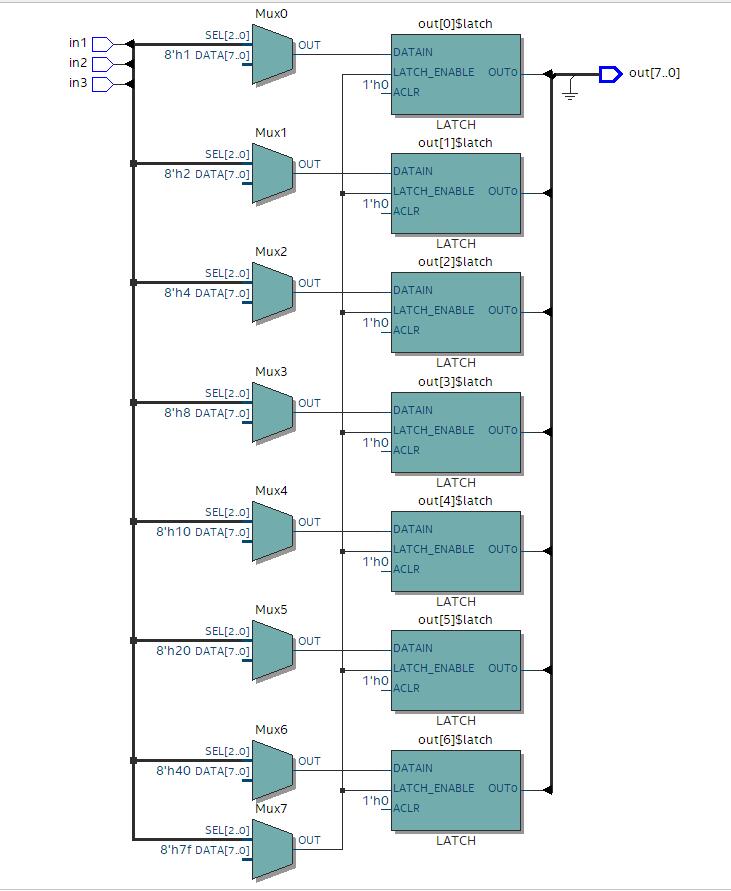 Mux0
out[0]$latch
in1
in2
in3
SEL[2..0]
8'h1 DATA[7..0]
OUT
DATAIN
LATCH_ENABLE OUT0
1'h0 ACLR
LATCH
out[7..0]
Mux1
out[1]$latch
SEL[2..0]
8'h2 DATA[7..0]
OUT
DATAIN
LATCH_ENABLE OUT0
1'h0 ACLR
LATCH
Mux2
out[2]$latch
SEL[2..0]
8'h4 DATA[7..0]
OUT
DATAIN
LATCH_ENABLE OUT0
1'h0 ACLR
LATCH
Mux3
out[3]$latch
SEL[2..0]
8'h8 DATA[7..0]
OUT
DATAIN
LATCH_ENABLE OUT0
1'h0 ACLR
LATCH
Mux4
out[4]$latch
SEL[2..0]
8'h10 DATA[7..0]
OUT
DATAIN
LATCH_ENABLE OUT0
1'h0 ACLR
LATCH
Mux5
out[5]$latch
SEL[2..0]
8'h20 DATA[7..0]
OUT
DATAIN
LATCH_ENABLE OUT0
1'h0 ACLR
LATCH
Mux6
out[6]$latch
SEL[2..0]
8'h40 DATA[7..0]
OUT
DATAIN
LATCH_ENABLE OUT0
1'h0 ACLR
LATCH
Mux7
SEL[2..0]
8'h7f DATA[7..0]
OUT